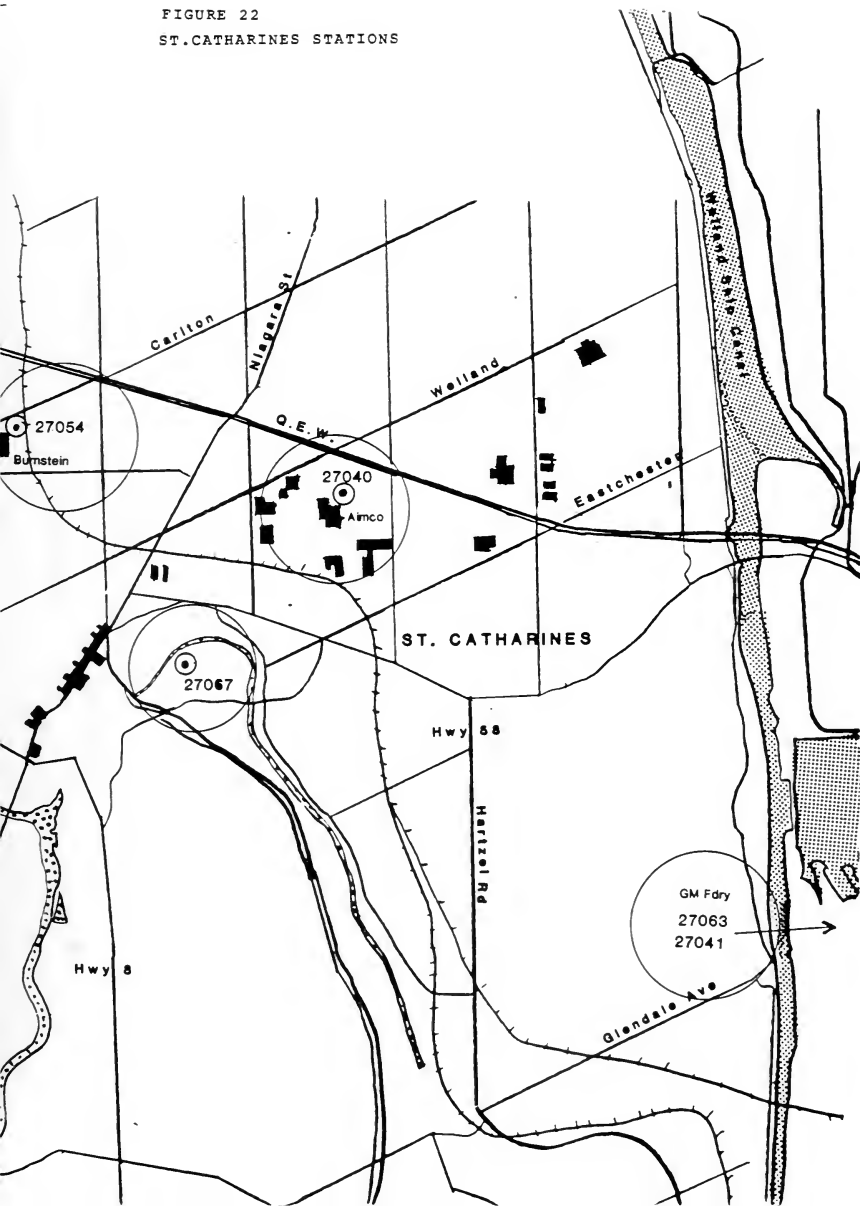 FIGURE 22
ST.CATHARINES STATIONS
Welland Ship Canal
Carlton
Niagara St
Welland
Q.E.W.
27054
Burnstein
27040
Aimco
Eastchester
ST. CATHARINES
27067
Hwy 58
Hartzel Rd
GM Fdry
27063
27041
Hwy 8
Glendale Ave